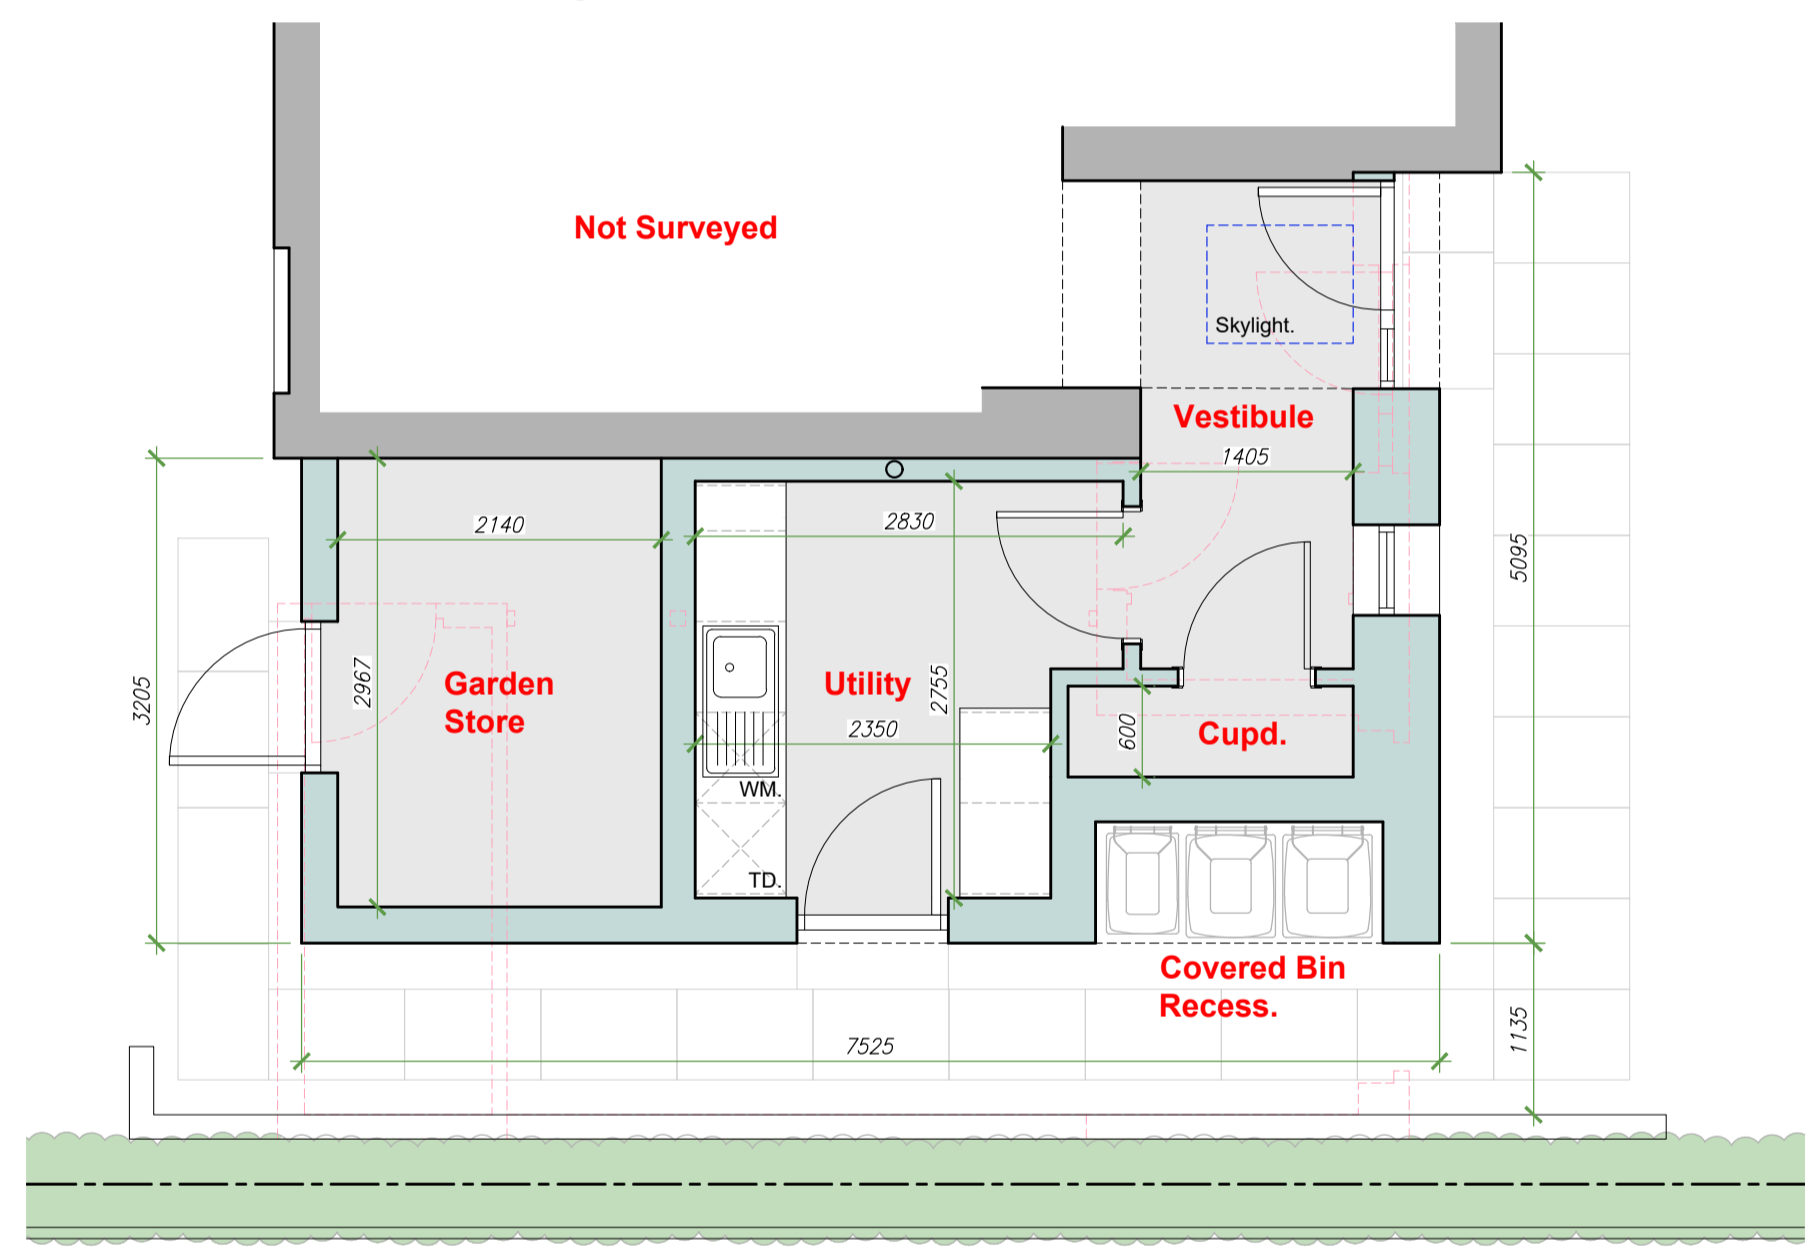 Not Surveyed
Skylight.
Vestibule
1405
2140
2830
5095
2967
3205
Garden
Store
Utility
2755
2350
600
Cupd.
WM.
TD.
Covered Bin
Recess.
1135
7525